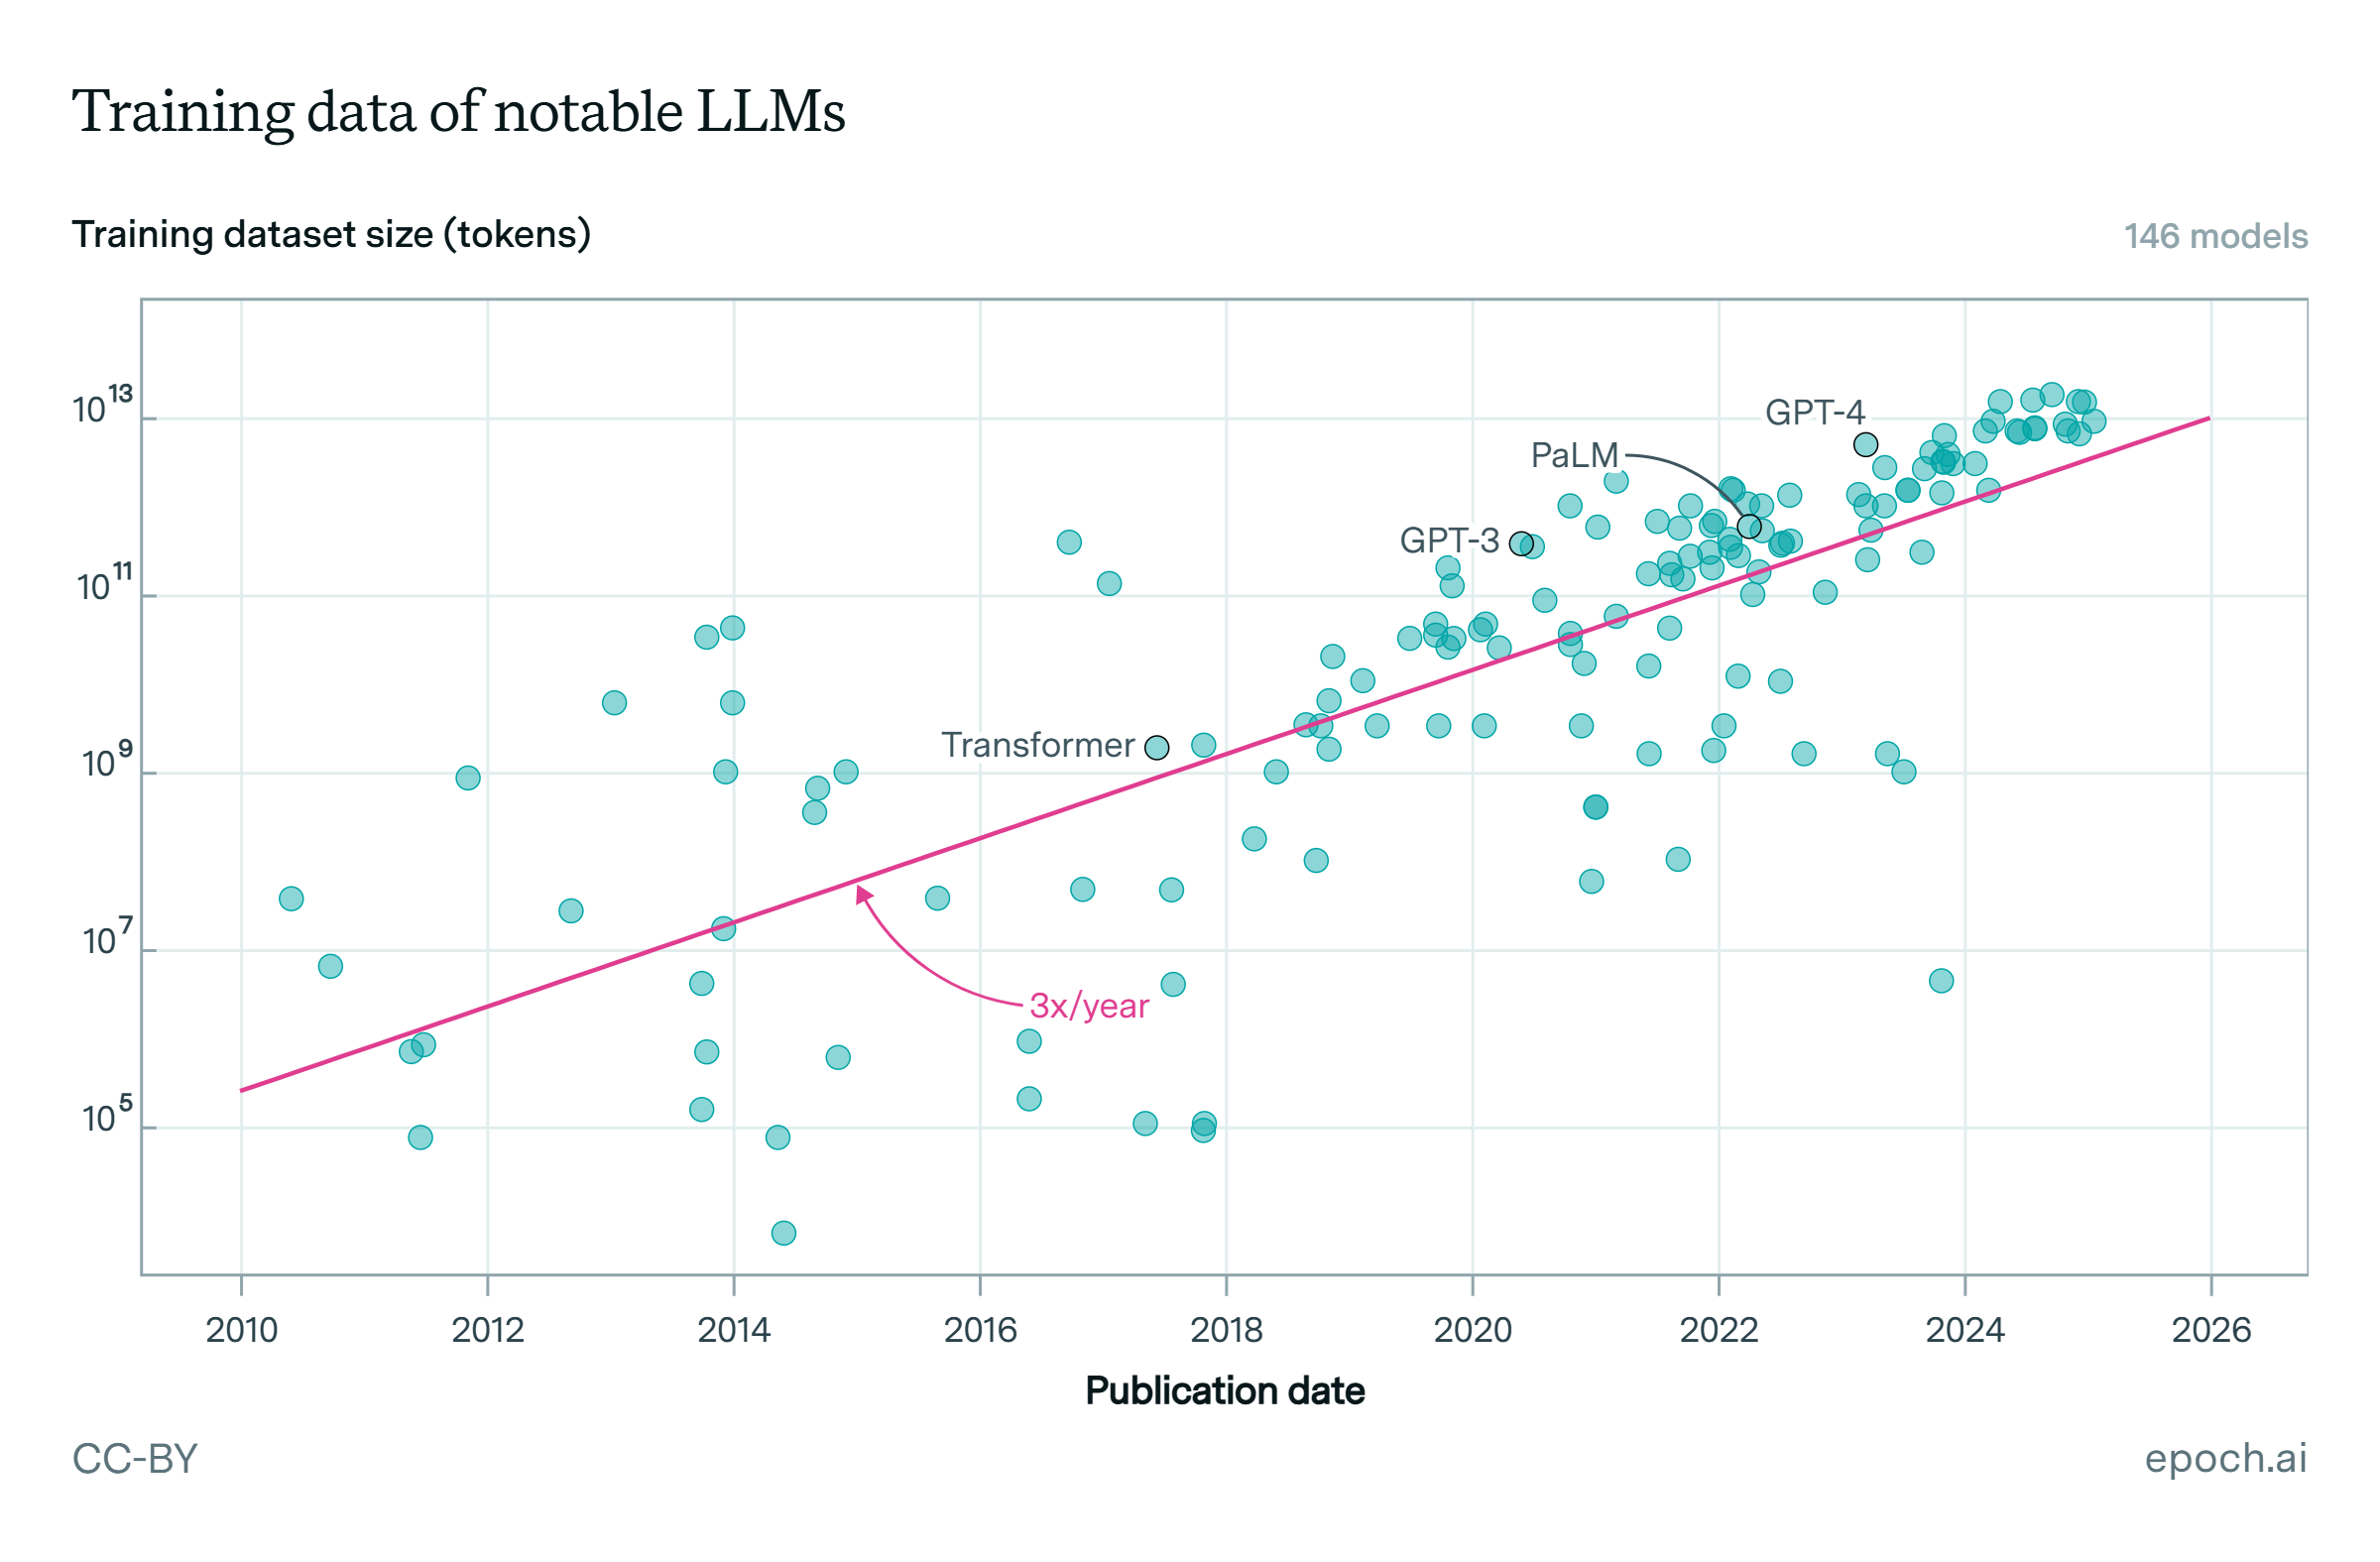 Training data of notable LLMs
Training dataset size (tokens)
146 models
10^13
10^11
10^9
10^7
10^5
GPT-4
PaLM
GPT-3
Transformer
3x/year
2010 2012 2014 2016 2018 2020 2022 2024 2026
Publication date
CC-BY
epoch.ai